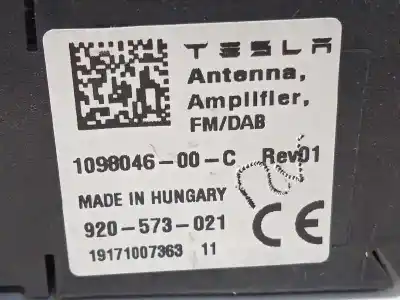 TESLA
Antenna,
Amplifier,
FM/DAB
1098046-00-C Rev01
MADE IN HUNGARY
920-573-021
19171007363 11
CE